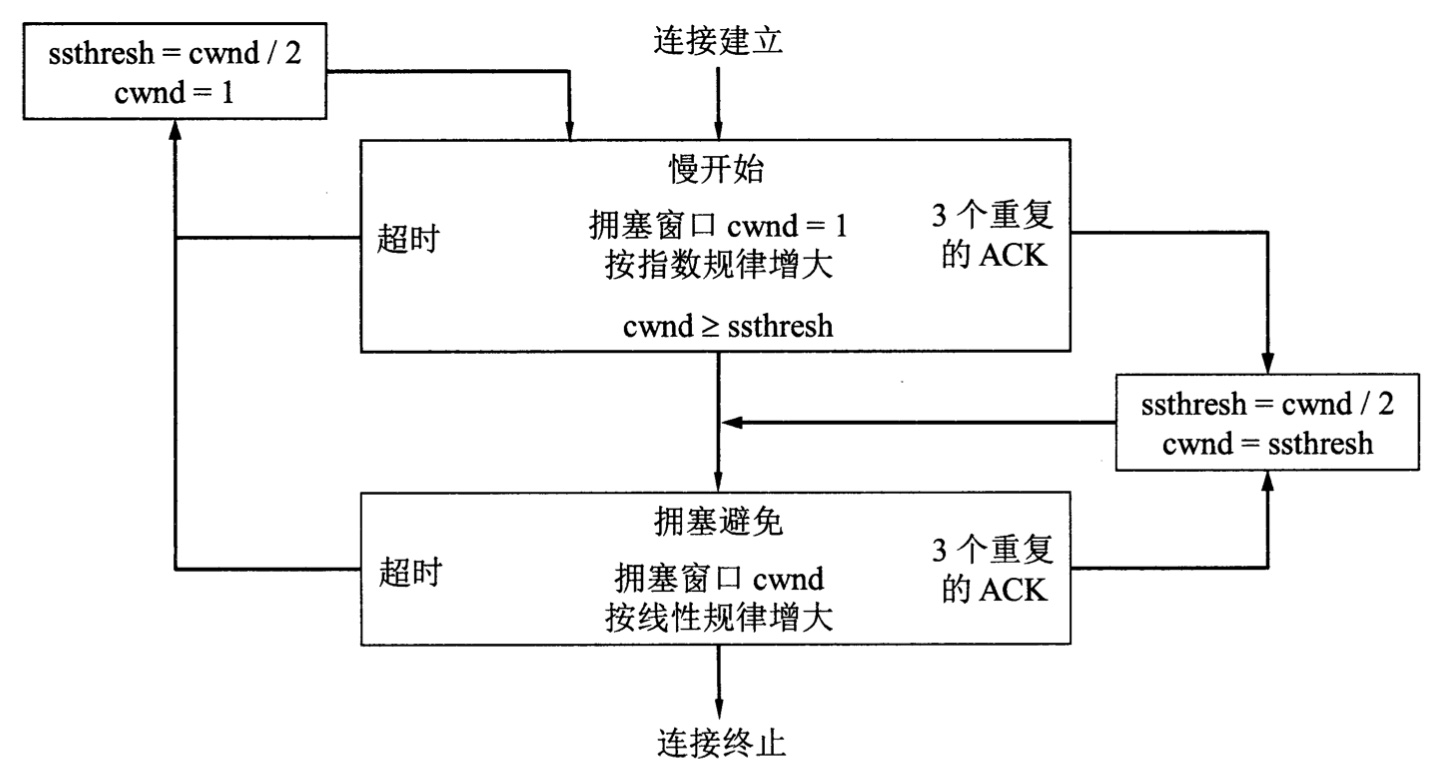 ssthresh = cwnd / 2
cwnd = 1
连接建立
慢开始
超时
拥塞窗口 cwnd = 1
按指数规律增大
3 个重复
的 ACK
cwnd ≥ ssthresh
ssthresh = cwnd / 2
cwnd = ssthresh
拥塞避免
超时
拥塞窗口 cwnd
按线性规律增大
3 个重复
的 ACK
连接终止